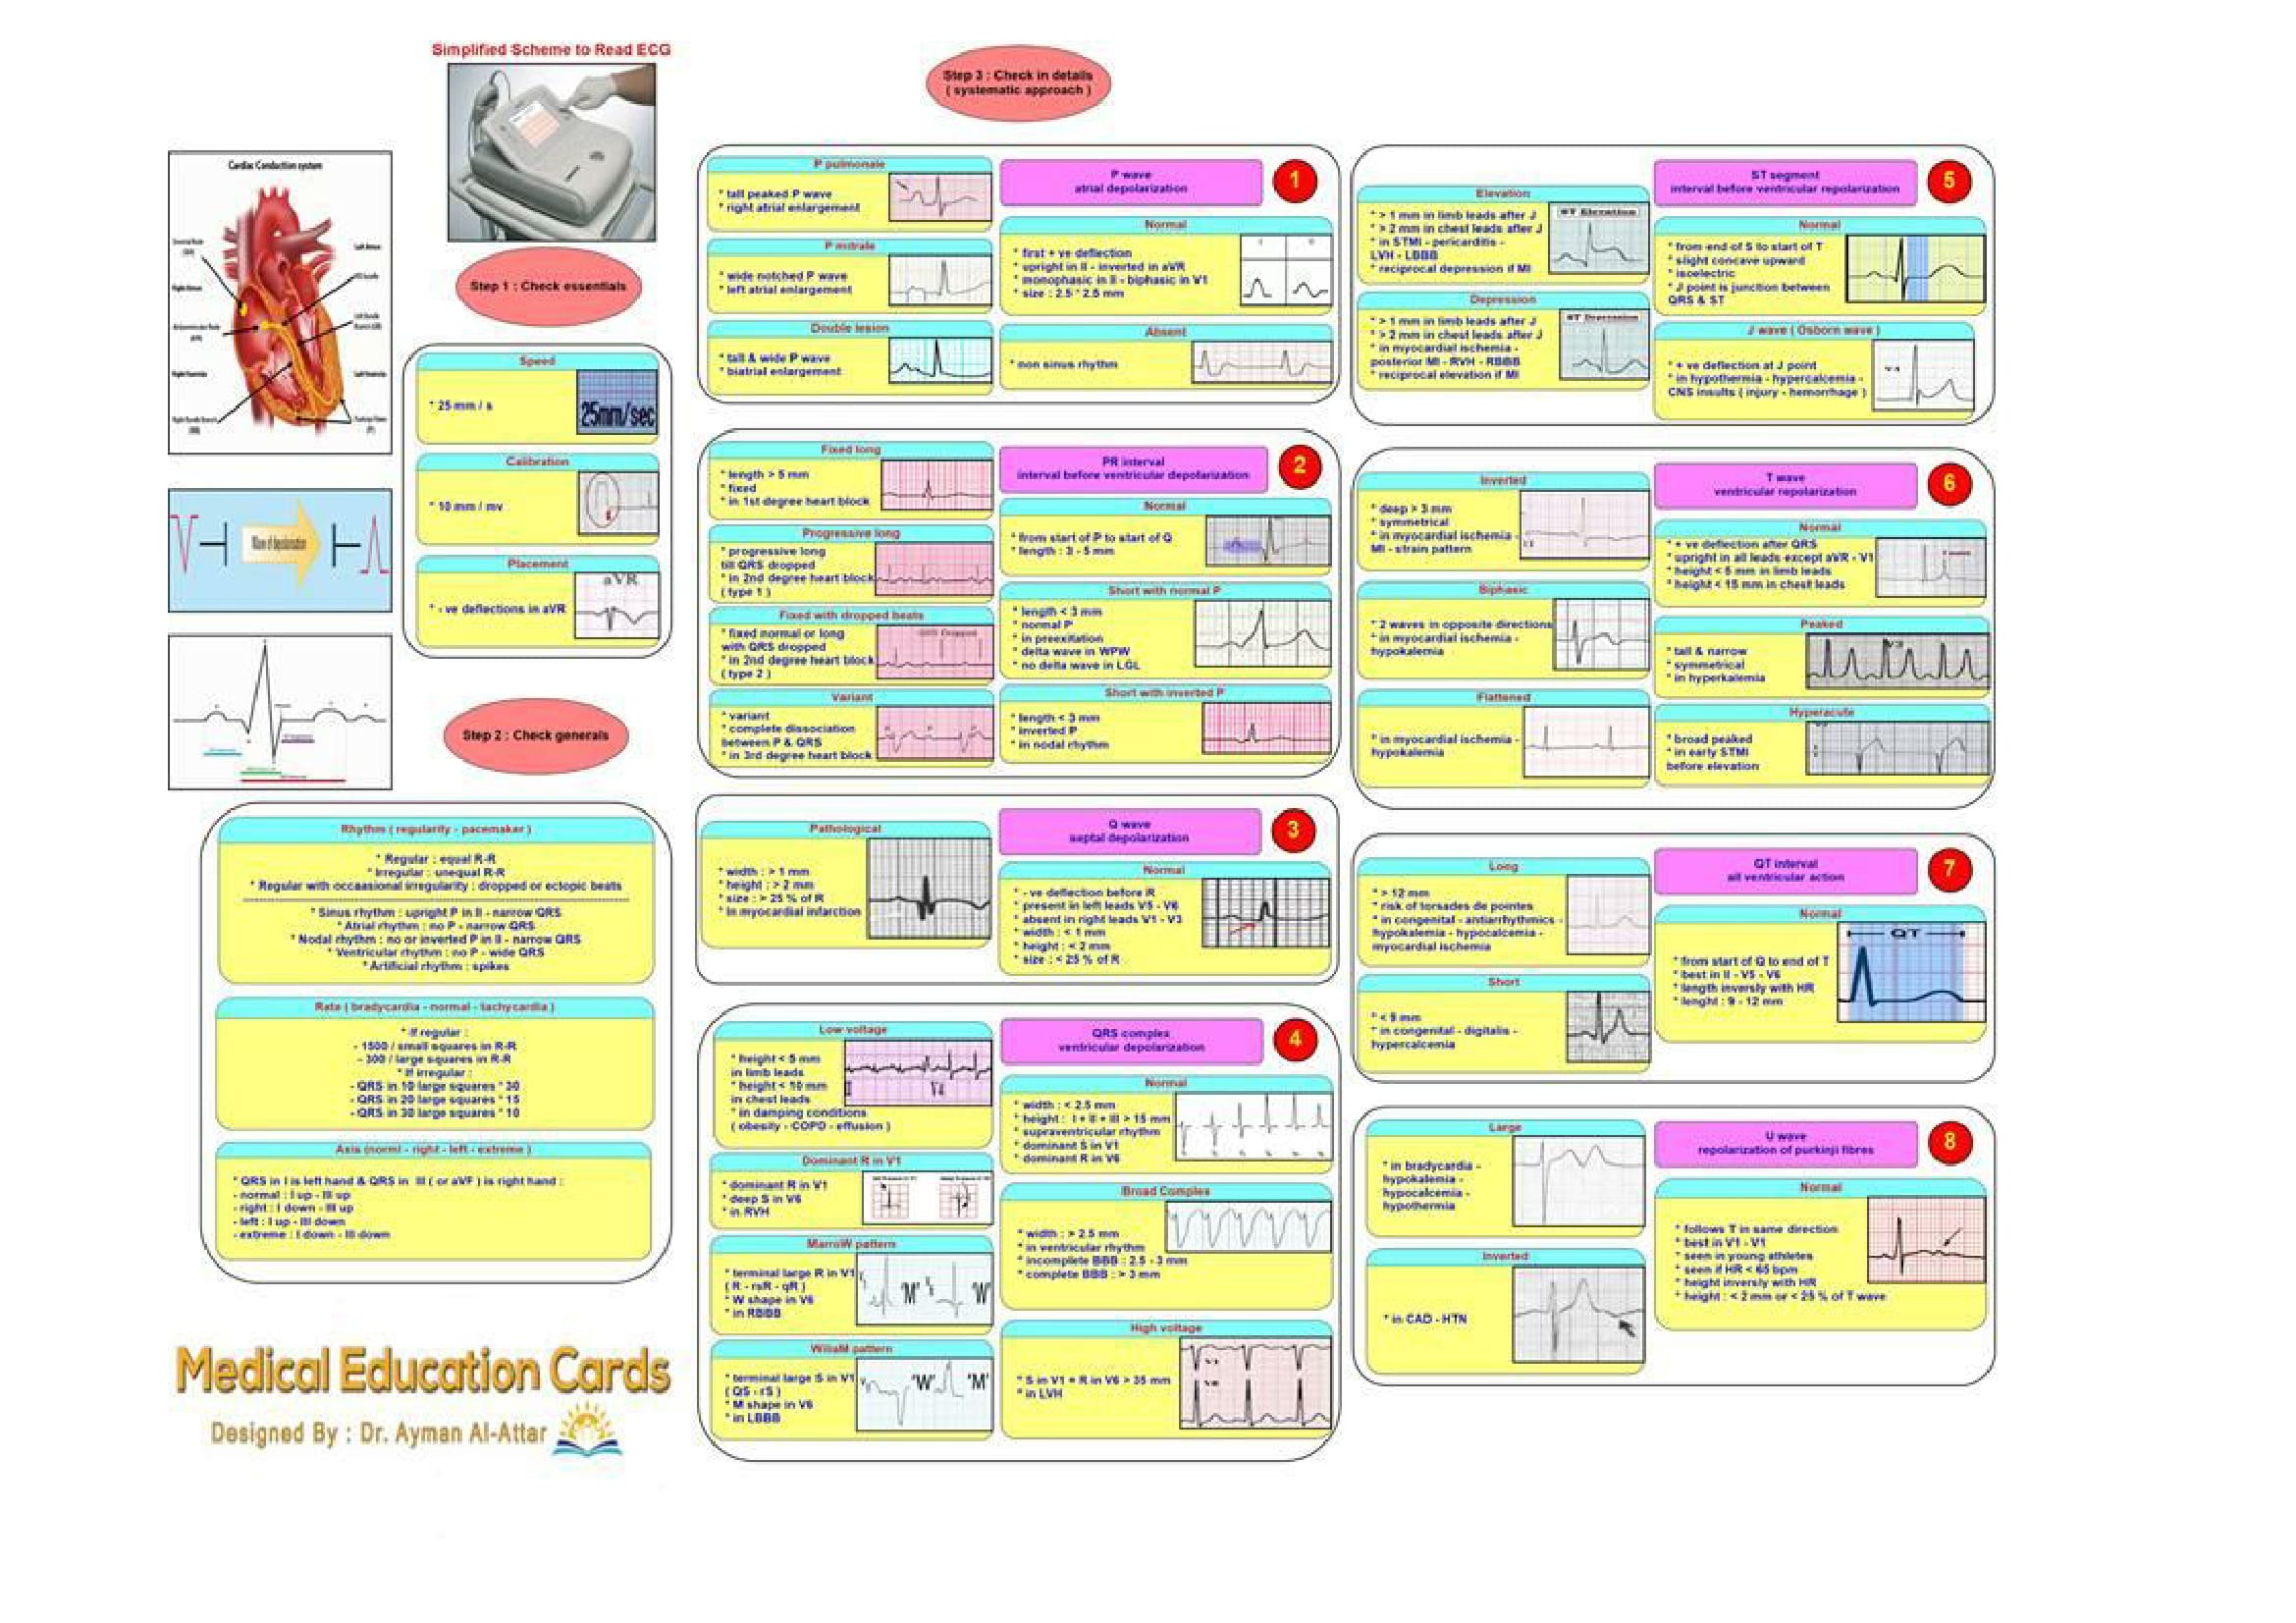 Simplified Scheme to Read ECG
Cardiac Conduction system
Step 1 : Check essentials
Speed
* 25 mm / s
25mm/sec
Calibration
* 10 mm / mv
Placement
* - ve deflections in aVR
aVR
Wave of depolarization
Step 2 : Check generals
Rhythm ( regularity - pacemaker )
* Regular : equal R-R
* Irregular : unequal R-R
* Regular with occaasional irregularity : dropped or ectopic beats
* Sinus rhythm : upright P in II - narrow QRS
* Atrial rhythm : no P - narrow QRS
* Nodal rhythm : no or inverted P in II - narrow QRS
* Ventricular rhythm : no P - wide QRS
* Artificial rhythm : spikes
Rate ( bradycardia - normal - tachycardia )
* If regular :
- 1500 / small squares in R-R
- 300 / large squares in R-R
* If irregular :
- QRS in 10 large squares * 30
- QRS in 20 large squares * 15
- QRS in 30 large squares * 10
Axis (norml - right - left - extreme )
* QRS in I is left hand & QRS in III ( or aVF ) is right hand :
- normal : I up - III up
- right : I down - III up
- left : I up - III down
- extreme : I down - III down
Medical Education Cards
Designed By : Dr. Ayman Al-Attar
Step 3 : Check in details
( systematic approach )
P wave
atrial depolarization
1
Normal
* first + ve deflection
* upright in II - inverted in aVR
* monophasic in II - biphasic in V1
* size : 2.5 * 2.5 mm
Absent
* non sinus rhythm
P pulmonale
* tall peaked P wave
* right atrial enlargement
P mitrale
* wide notched P wave
* left atrial enlargement
Double lesion
* tall & wide P wave
* biatrial enlargement
PR interval
interval before ventricular depolarization
2
Normal
* from start of P to start of Q
* length : 3 - 5 mm
Short with normal P
* length < 3 mm
* normal P
* in preexitation
* delta wave in WPW
* no delta wave in LGL
Short with inverted P
* length < 3 mm
* inverted P
* in nodal rhythm
Fixed long
* length > 5 mm
* fixed
* in 1st degree heart block
Progressive long
* progressive long
till QRS dropped
* in 2nd degree heart block
( type 1 )
Fixed with dropped beats
* fixed normal or long
with QRS dropped
* in 2nd degree heart block
( type 2 )
QRS Dropped
Variant
* variant
* complete dissociation
between P & QRS
* in 3rd degree heart block
Q wave
septal depolarization
3
Normal
* - ve deflection before R
* present in left leads V5 - V6
* absent in right leads V1 - V3
* width : < 1 mm
* height : < 2 mm
* size : < 25 % of R
Pathological
* width : > 1 mm
* height : > 2 mm
* size : > 25 % of R
* in myocardial infarction
QRS complex
ventricular depolarization
4
Normal
* width : < 2.5 mm
* height : I + II + III > 15 mm
* supraventricular rhythm
* dominant S in V1
* dominant R in V6
Broad Complex
* width : > 2.5 mm
* in ventricular rhythm
* incomplete BBB : 2.5 - 3 mm
* complete BBB : > 3 mm
High voltage
* S in V1 + R in V6 > 35 mm
* in LVH
V1
V6
Low voltage
* height < 5 mm
in limb leads
* height < 10 mm
in chest leads
* in damping conditions
( obesity - COPD - effusion )
II
V4
Dominant R in V1
* dominant R in V1
* deep S in V6
* in RVH
MarroW pattern
* terminal large R in V1
( R - rsR - qR )
* W shape in V6
* in RBBB
'M'
'W'
WiliaM pattern
* terminal large S in V1
( QS - rS )
* M shape in V6
* in LBBB
'W'
'M'
ST segment
interval before ventricular repolarization
5
Normal
* from end of S to start of T
* slight concave upward
* isoelectric
* J point is junction between
QRS & ST
J wave ( Osborn wave )
* + ve deflection at J point
* in hypothermia - hypercalcemia -
CNS insults ( injury - hemorrhage )
V4
Elevation
* > 1 mm in limb leads after J
* > 2 mm in chest leads after J
* in STMI - pericarditis -
LVH - LBBB
* reciprocal depression if MI
ST Elevation
Depression
* > 1 mm in limb leads after J
* > 2 mm in chest leads after J
* in myocardial ischemia -
posterior MI - RVH - RBBB
* reciprocal elevation if MI
ST Depression
T wave
ventricular repolarization
6
Normal
* + ve deflection after QRS
* upright in all leads except aVR - V1
* height < 5 mm in limb leads
* height < 15 mm in chest leads
Peaked
* tall & narrow
* symmetrical
* in hyperkalemia
V3
Hyperacute
* broad peaked
* in early STMI
before elevation
Inverted
* deep > 3 mm
* symmetrical
* in myocardial ischemia -
MI - strain pattern
Biphasic
* 2 waves in opposite directions
* in myocardial ischemia -
hypokalemia
Flattened
* in myocardial ischemia -
hypokalemia
QT interval
all ventricular action
7
Normal
* from start of Q to end of T
* best in II - V5 - V6
* length inversly with HR
* lenght : 9 - 12 mm
QT
Long
* > 12 mm
* risk of torsades de pointes
* in congenital - antiarrhythmics -
hypokalemia - hypocalcemia -
myocardial ischemia
Short
* < 9 mm
* in congenital - digitalis -
hypercalcemia
U wave
repolarization of purkinji fibres
8
Normal
* follows T in same direction
* best in V1 - V1
* seen in young athletes
* seen if HR < 65 bpm
* height inversly with HR
* height : < 2 mm or < 25 % of T wave
Large
* in bradycardia -
hypokalemia -
hypocalcemia -
hypothermia
Inverted
* in CAD - HTN